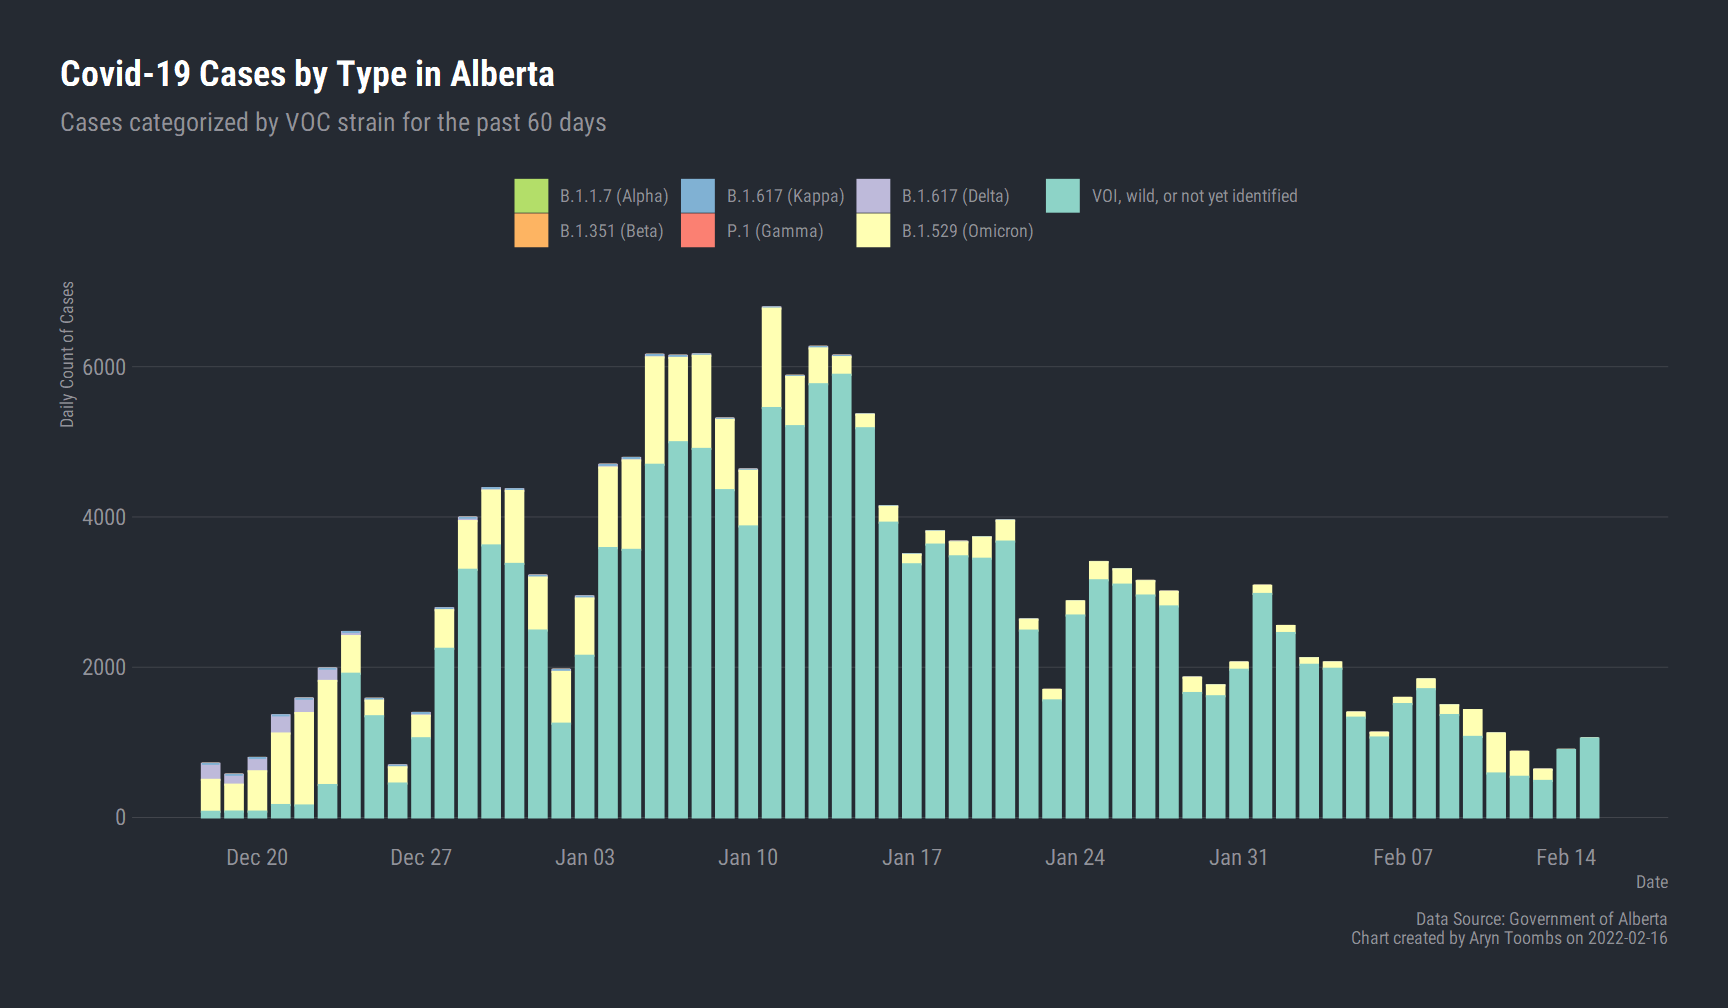 Covid-19 Cases by Type in Alberta
Cases categorized by VOC strain for the past 60 days
B.1.1.7 (Alpha) B.1.617 (Kappa) B.1.617 (Delta) VOI, wild, or not yet identified
B.1.351 (Beta) P.1 (Gamma) B.1.529 (Omicron)
Daily Count of Cases
6000
4000
2000
0
Dec 20 Dec 27 Jan 03 Jan 10 Jan 17 Jan 24 Jan 31 Feb 07 Feb 14
Date
Data Source: Government of Alberta
Chart created by Aryn Toombs on 2022-02-16